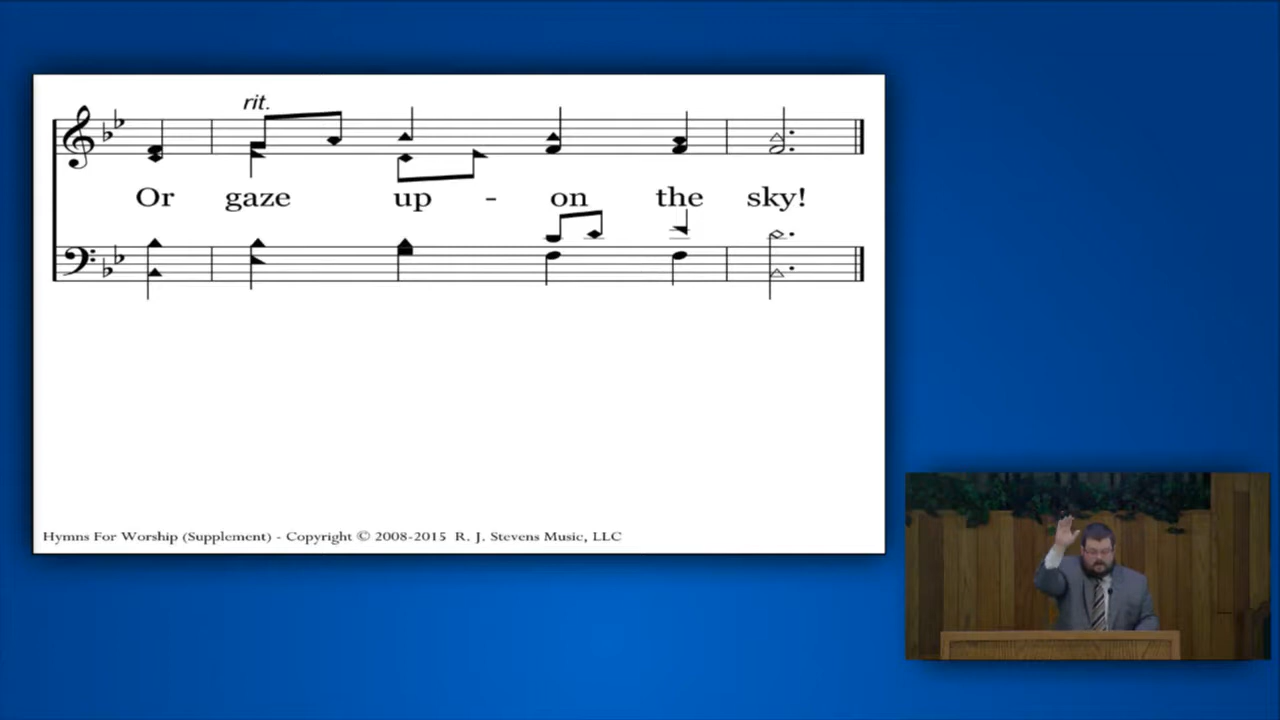 rit.
Or gaze up - on the sky!
Hymns For Worship (Supplement) - Copyright © 2008-2015 R. J. Stevens Music, LLC